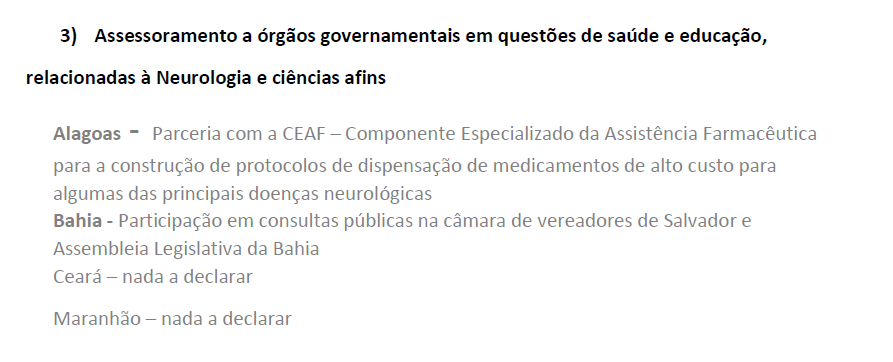 3) Assessoramento a órgãos governamentais em questões de saúde e educação,
relacionadas à Neurologia e ciências afins
Alagoas - Parceria com a CEAF – Componente Especializado da Assistência Farmacêutica
para a construção de protocolos de dispensação de medicamentos de alto custo para
algumas das principais doenças neurológicas
Bahia - Participação em consultas públicas na câmara de vereadores de Salvador e
Assembleia Legislativa da Bahia
Ceará – nada a declarar
Maranhão – nada a declarar